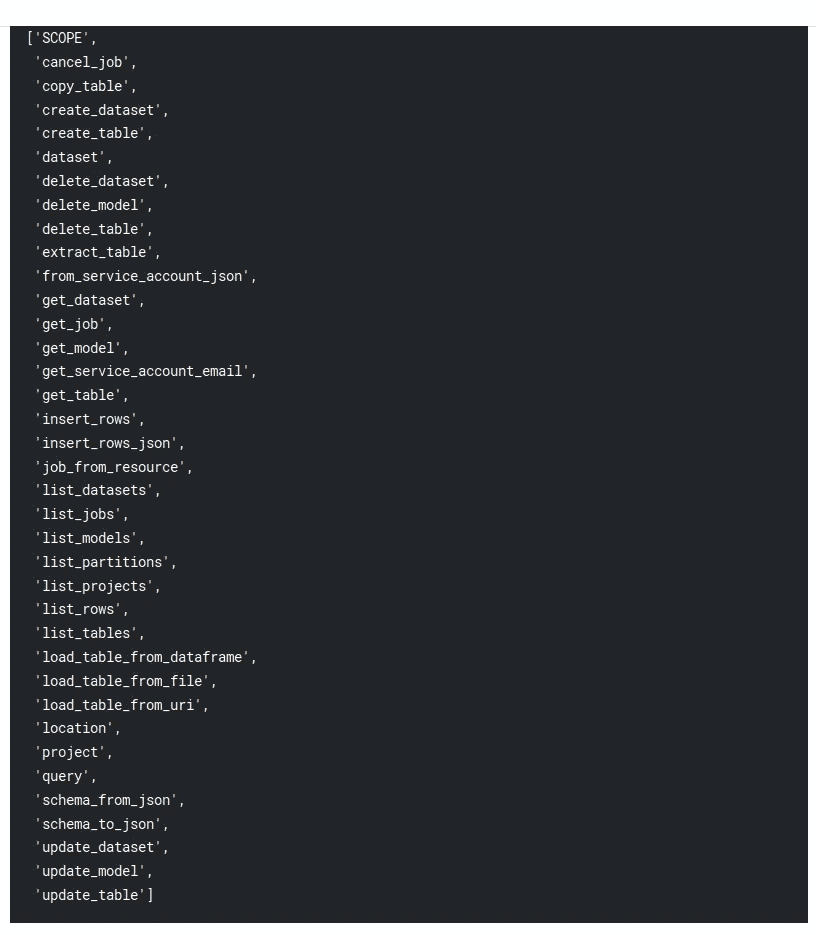 ['SCOPE',
'cancel_job',
'copy_table',
'create_dataset',
'create_table',
'dataset',
'delete_dataset',
'delete_model',
'delete_table',
'extract_table',
'from_service_account_json',
'get_dataset',
'get_job',
'get_model',
'get_service_account_email',
'get_table',
'insert_rows',
'insert_rows_json',
'job_from_resource',
'list_datasets',
'list_jobs',
'list_models',
'list_partitions',
'list_projects',
'list_rows',
'list_tables',
'load_table_from_dataframe',
'load_table_from_file',
'load_table_from_uri',
'location',
'project',
'query',
'schema_from_json',
'schema_to_json',
'update_dataset',
'update_model',
'update_table']